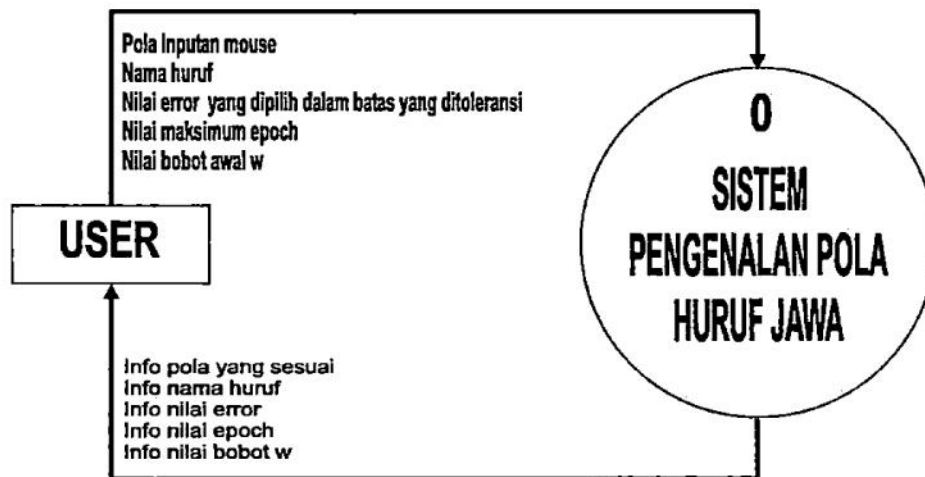 Pola Inputan mouse
Nama huruf
Nilai error yang dipilih dalam batas yang ditoleransi
Nilai maksimum epoch
Nilai bobot awal w
USER
0
SISTEM
PENGENALAN POLA
HURUF JAWA
Info pola yang sesuai
Info nama huruf
Info nilai error
Info nilai epoch
Info nilai bobot w